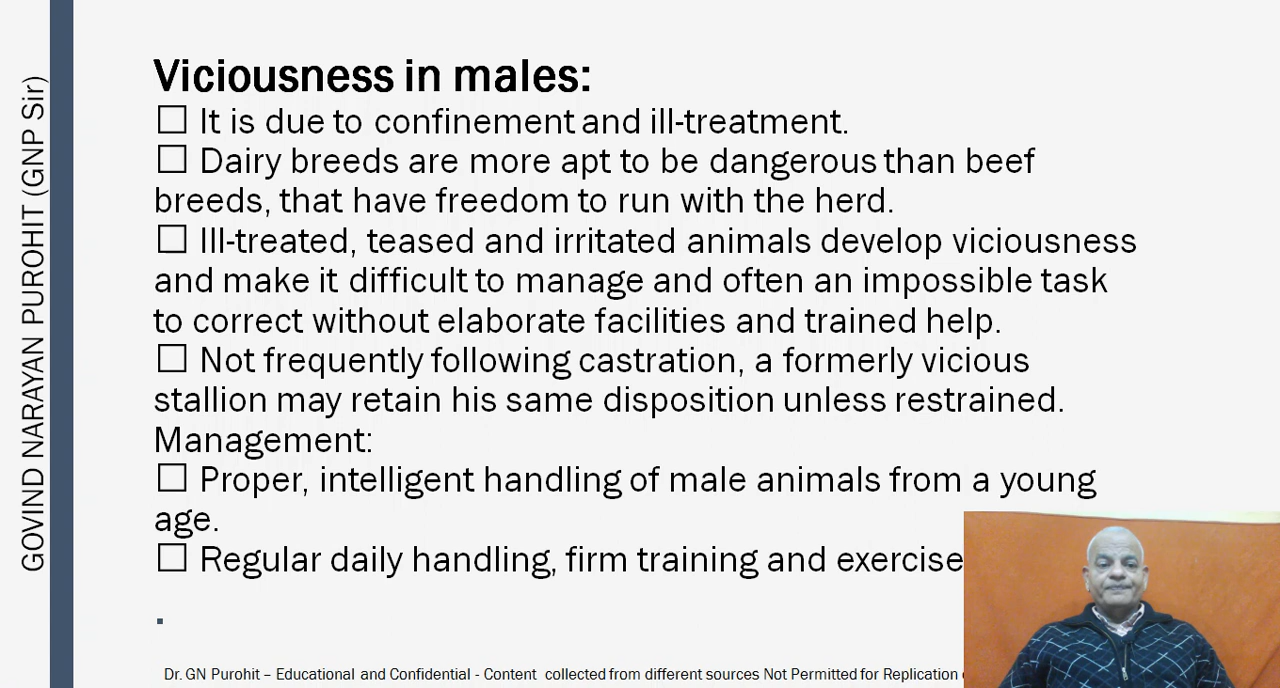 GOVIND NARAYAN PUROHIT (GNP Sir)
Viciousness in males:
☐ It is due to confinement and ill-treatment.
☐ Dairy breeds are more apt to be dangerous than beef
breeds, that have freedom to run with the herd.
☐ Ill-treated, teased and irritated animals develop viciousness
and make it difficult to manage and often an impossible task
to correct without elaborate facilities and trained help.
☐ Not frequently following castration, a formerly vicious
stallion may retain his same disposition unless restrained.
Management:
☐ Proper, intelligent handling of male animals from a young
age.
☐ Regular daily handling, firm training and exercise
Dr. GN Purohit – Educational and Confidential - Content collected from different sources Not Permitted for Replication